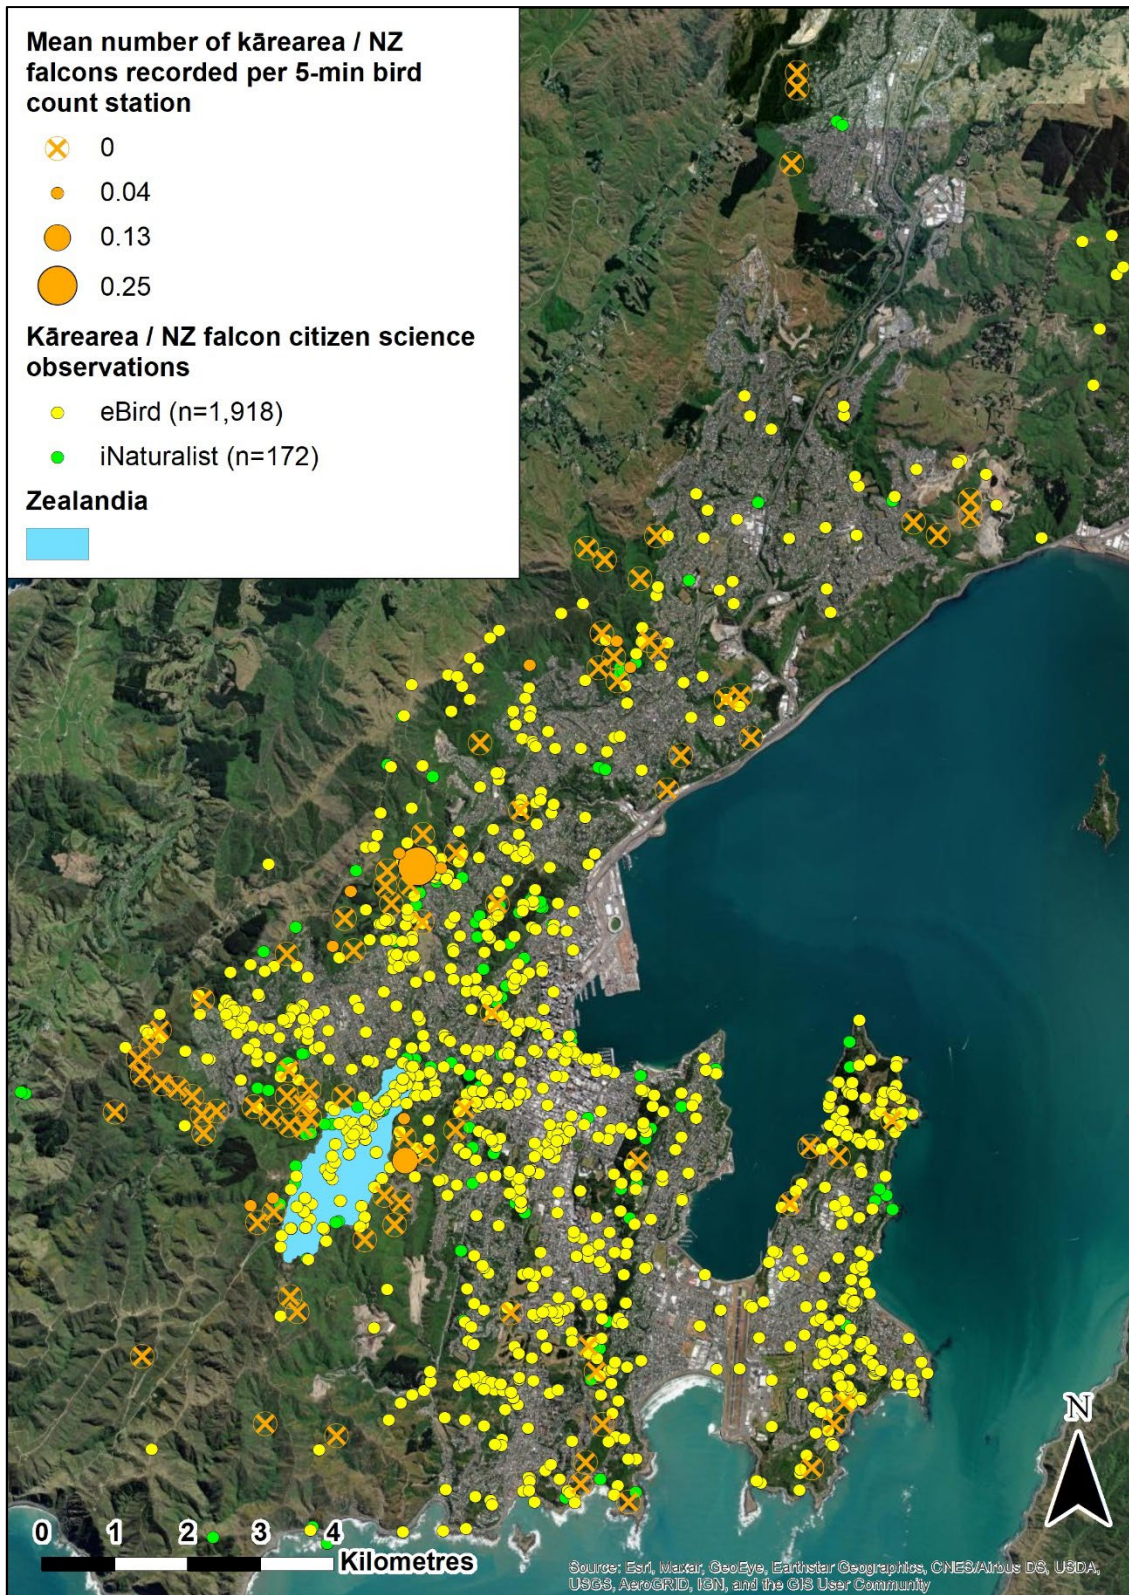 Mean number of kārearea / NZ
falcons recorded per 5-min bird
count station
0
0.04
0.13
0.25
Kārearea / NZ falcon citizen science
observations
eBird (n=1,918)
iNaturalist (n=172)
Zealandia
N
0 1 2 3 4
Kilometres
Source: Esri, Maxar, GeoEye, Earthstar Geographics, CNES/Airbus DS, USDA,
USGS, AeroGRID, IGN, and the GIS User Community